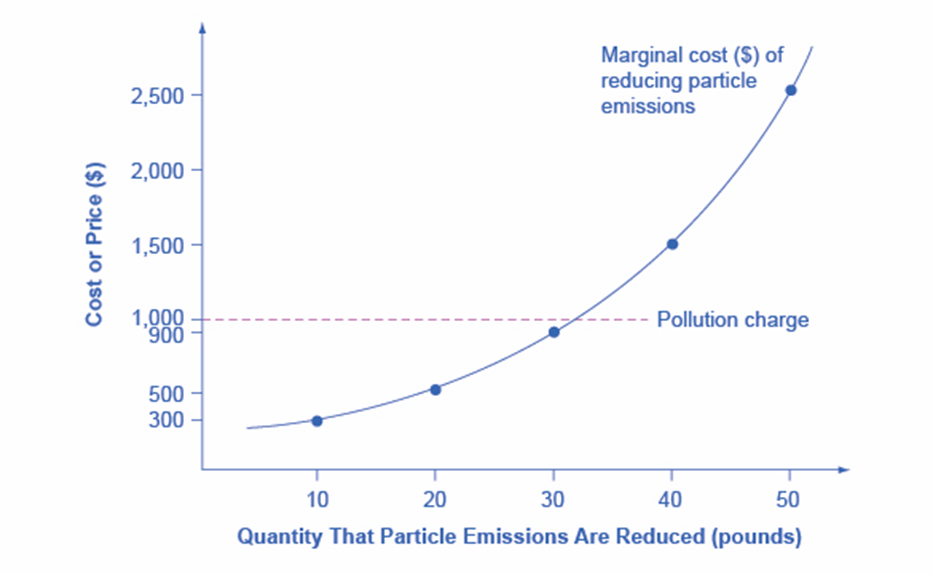 Marginal cost ($) of
reducing particle
emissions
Cost or Price ($)
2,500
2,000
1,500
1,000
900
500
300
Pollution charge
10 20 30 40 50
Quantity That Particle Emissions Are Reduced (pounds)